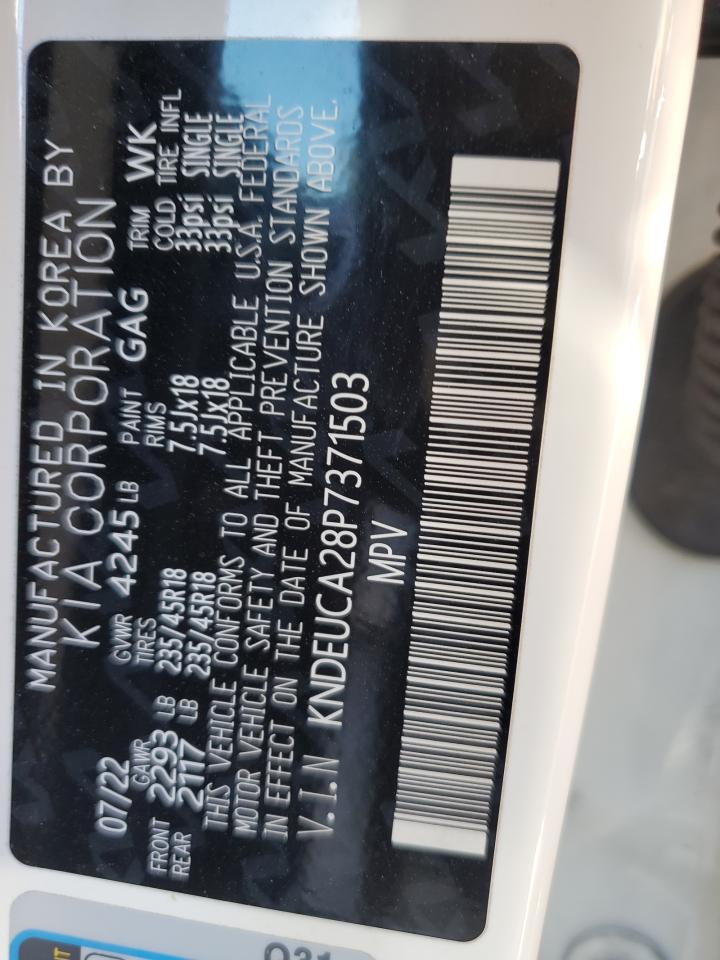 MANUFACTURED IN KOREA BY
KIA CORPORATION
07/22 GVWR 4245 LB PAINT GAG TRIM WK
GAWR TIRES RIMS COLD TIRE INFL
FRONT 2293 LB 235/45R18 7.5Jx18 33psi SINGLE
REAR 2117 LB 235/45R18 7.5Jx18 33psi SINGLE
THIS VEHICLE CONFORMS TO ALL APPLICABLE U.S.A. FEDERAL
MOTOR VEHICLE SAFETY AND THEFT PREVENTION STANDARDS
IN EFFECT ON THE DATE OF MANUFACTURE SHOWN ABOVE.
V.I.N KNDEUCA28P7371503
MPV